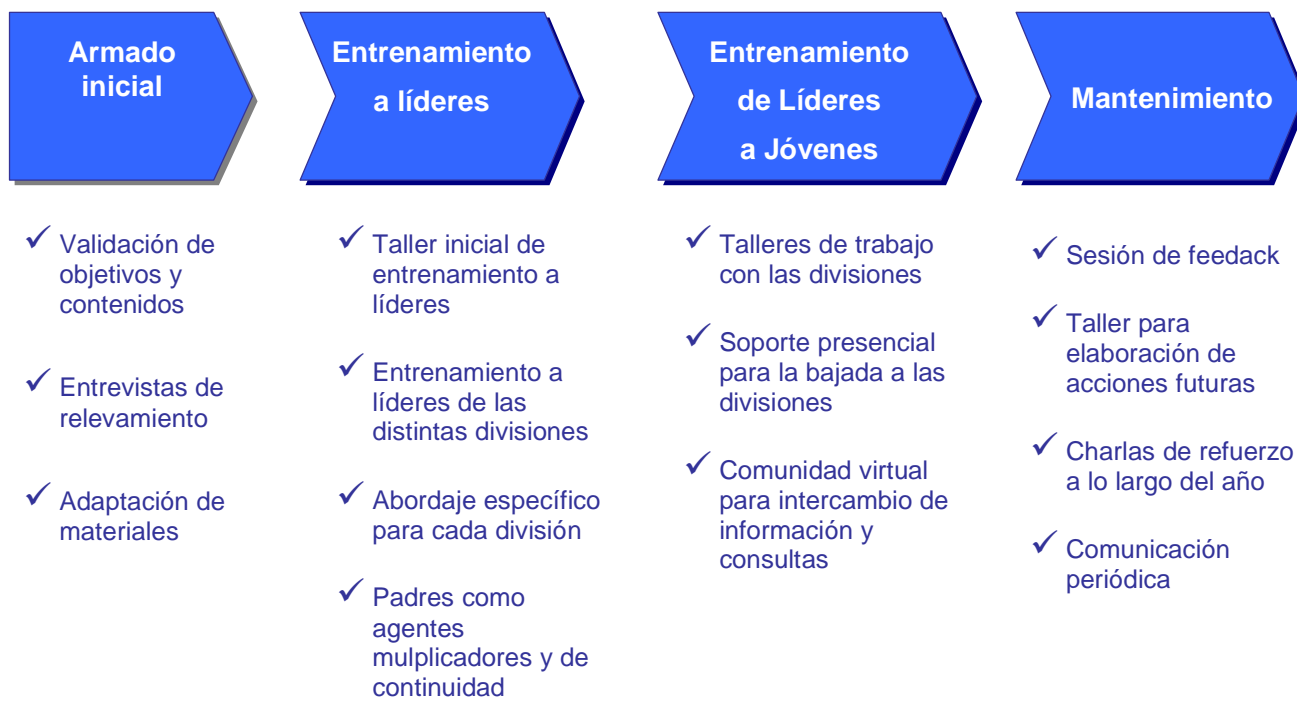 Armado
inicial
Validación de
objetivos y
contenidos
Entrevistas de
relevamiento
Adaptación de
materiales
Entrenamiento
a líderes
Taller inicial de
entrenamiento a
líderes
Entrenamiento a
líderes de las
distintas divisiones
Abordaje específico
para cada división
Padres como
agentes
mulplicadores y de
continuidad
Entrenamiento
de Líderes
a Jóvenes
Talleres de trabajo
con las divisiones
Soporte presencial
para la bajada a las
divisiones
Comunidad virtual
para intercambio de
información y
consultas
Mantenimiento
Sesión de feedack
Taller para
elaboración de
acciones futuras
Charlas de refuerzo
a lo largo del año
Comunicación
periódica